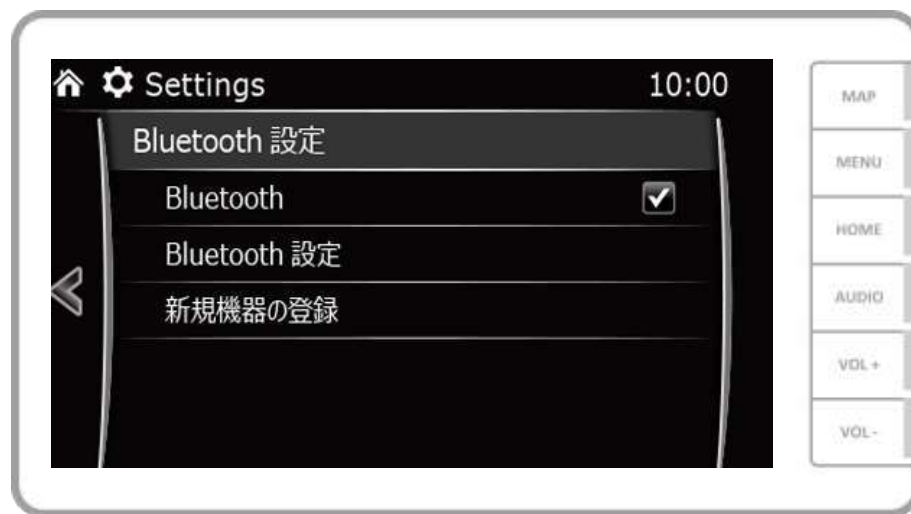 Settings 10:00
Bluetooth 設定
Bluetooth
Bluetooth 設定
新規機器の登録
MAP
MENU
HOME
AUDIO
VOL +
VOL -